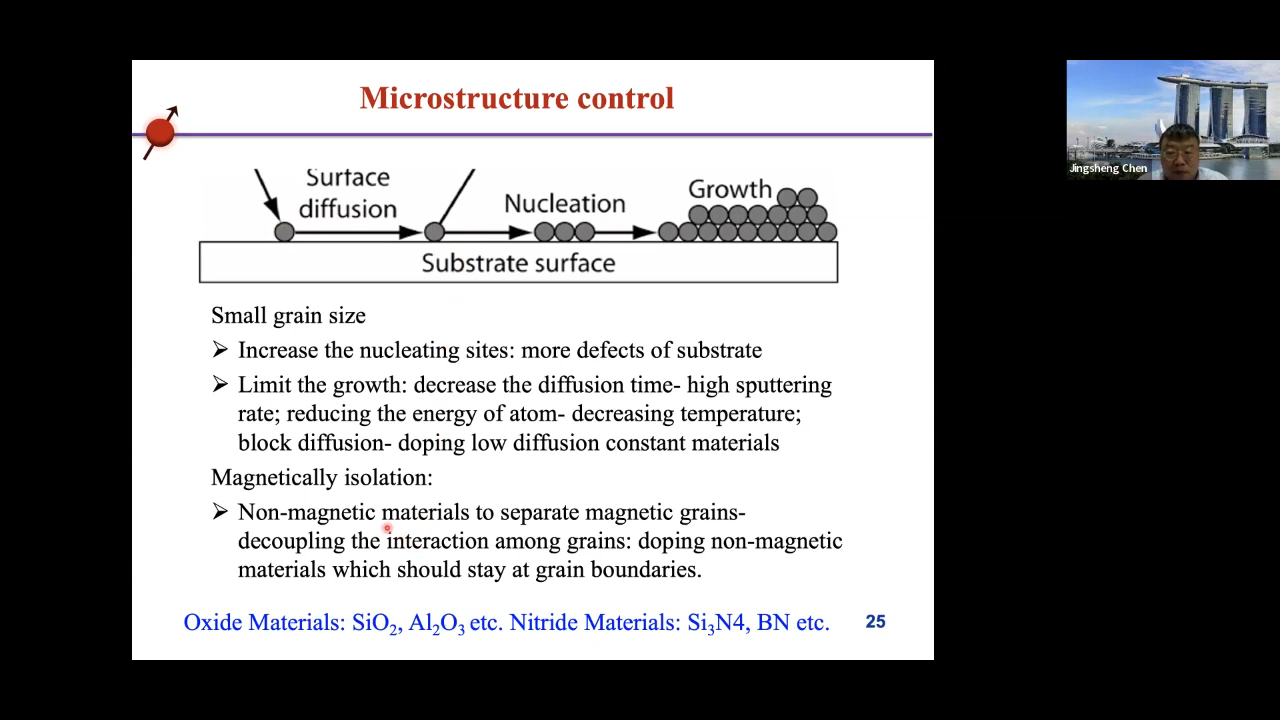 Microstructure control
Surface
diffusion
Nucleation
Growth
Substrate surface
Small grain size
➢ Increase the nucleating sites: more defects of substrate
➢ Limit the growth: decrease the diffusion time- high sputtering
rate; reducing the energy of atom- decreasing temperature;
block diffusion- doping low diffusion constant materials
Magnetically isolation:
➢ Non-magnetic materials to separate magnetic grains-
decoupling the interaction among grains: doping non-magnetic
materials which should stay at grain boundaries.
Oxide Materials: SiO₂, Al₂O₃ etc. Nitride Materials: Si₃N4, BN etc.
25
Jingsheng Chen